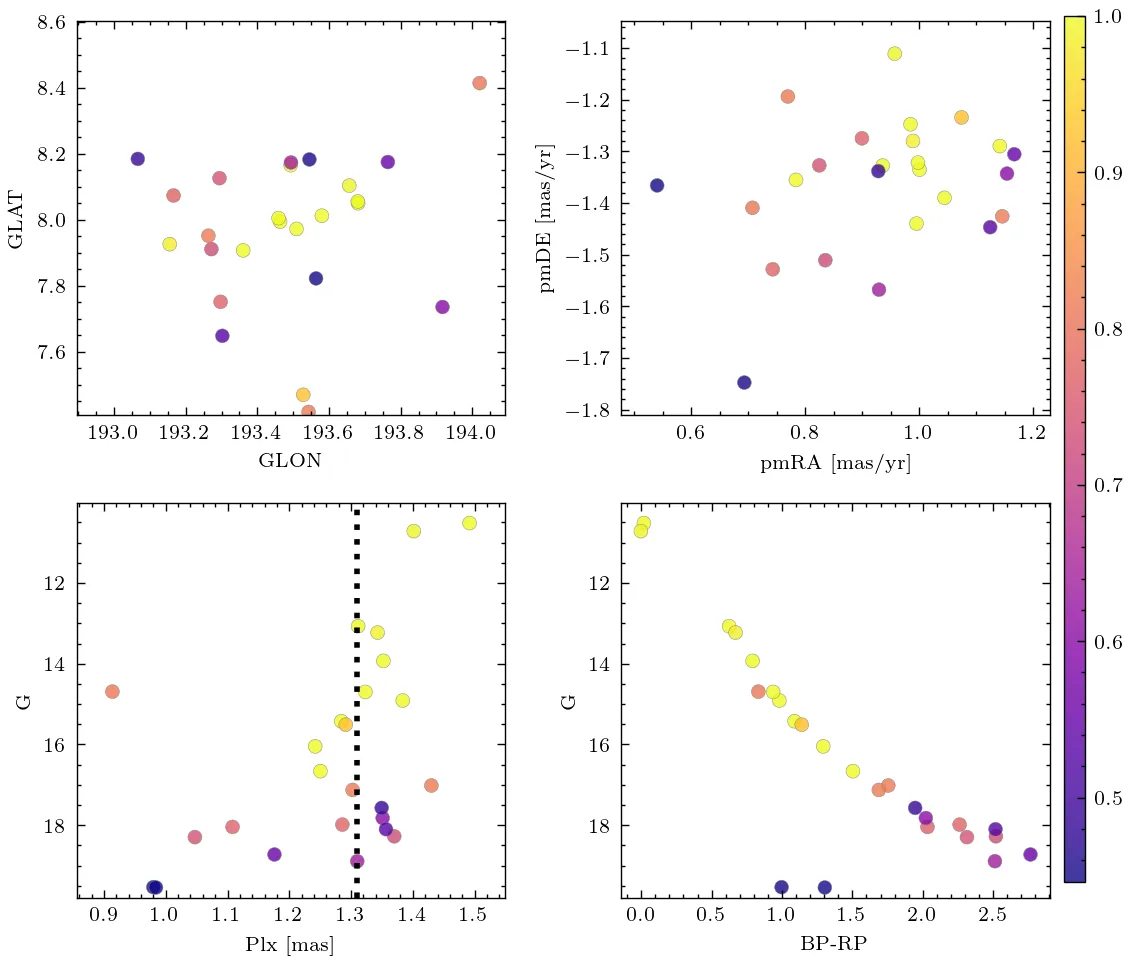 8.6
8.4
8.2
8.0
7.8
7.6
GLAT
193.0 193.2 193.4 193.6 193.8 194.0
GLON
−1.1
−1.2
−1.3
−1.4
−1.5
−1.6
−1.7
−1.8
pmDE [mas/yr]
0.6 0.8 1.0 1.2
pmRA [mas/yr]
12
14
16
18
G
0.9 1.0 1.1 1.2 1.3 1.4 1.5
Plx [mas]
12
14
16
18
G
0.0 0.5 1.0 1.5 2.0 2.5
BP-RP
1.0
0.9
0.8
0.7
0.6
0.5